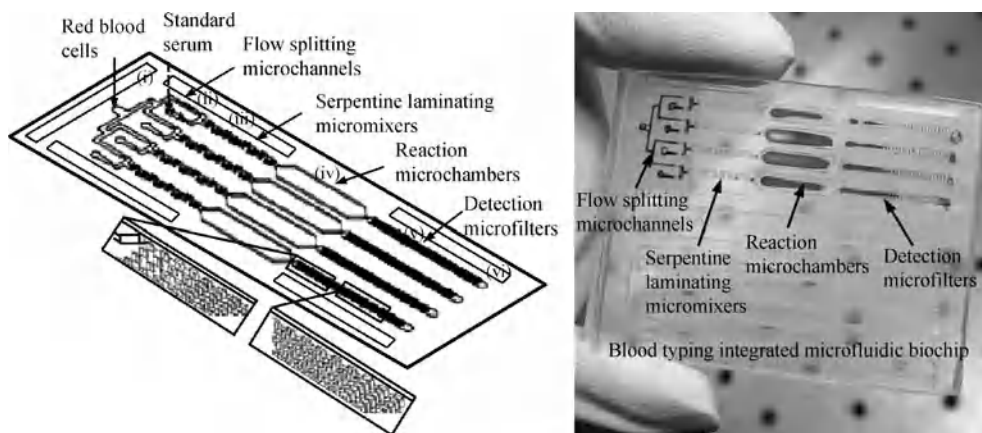 Red blood
cells
Standard
serum
Flow splitting
microchannels
Serpentine laminating
micromixers
Reaction
microchambers
Detection
microfilters
(i)
(ii)
(iii)
(iv)
(v)
(vi)
Flow splitting
microchannels
Serpentine
laminating
micromixers
Reaction
microchambers
Detection
microfilters
Blood typing integrated microfluidic biochip